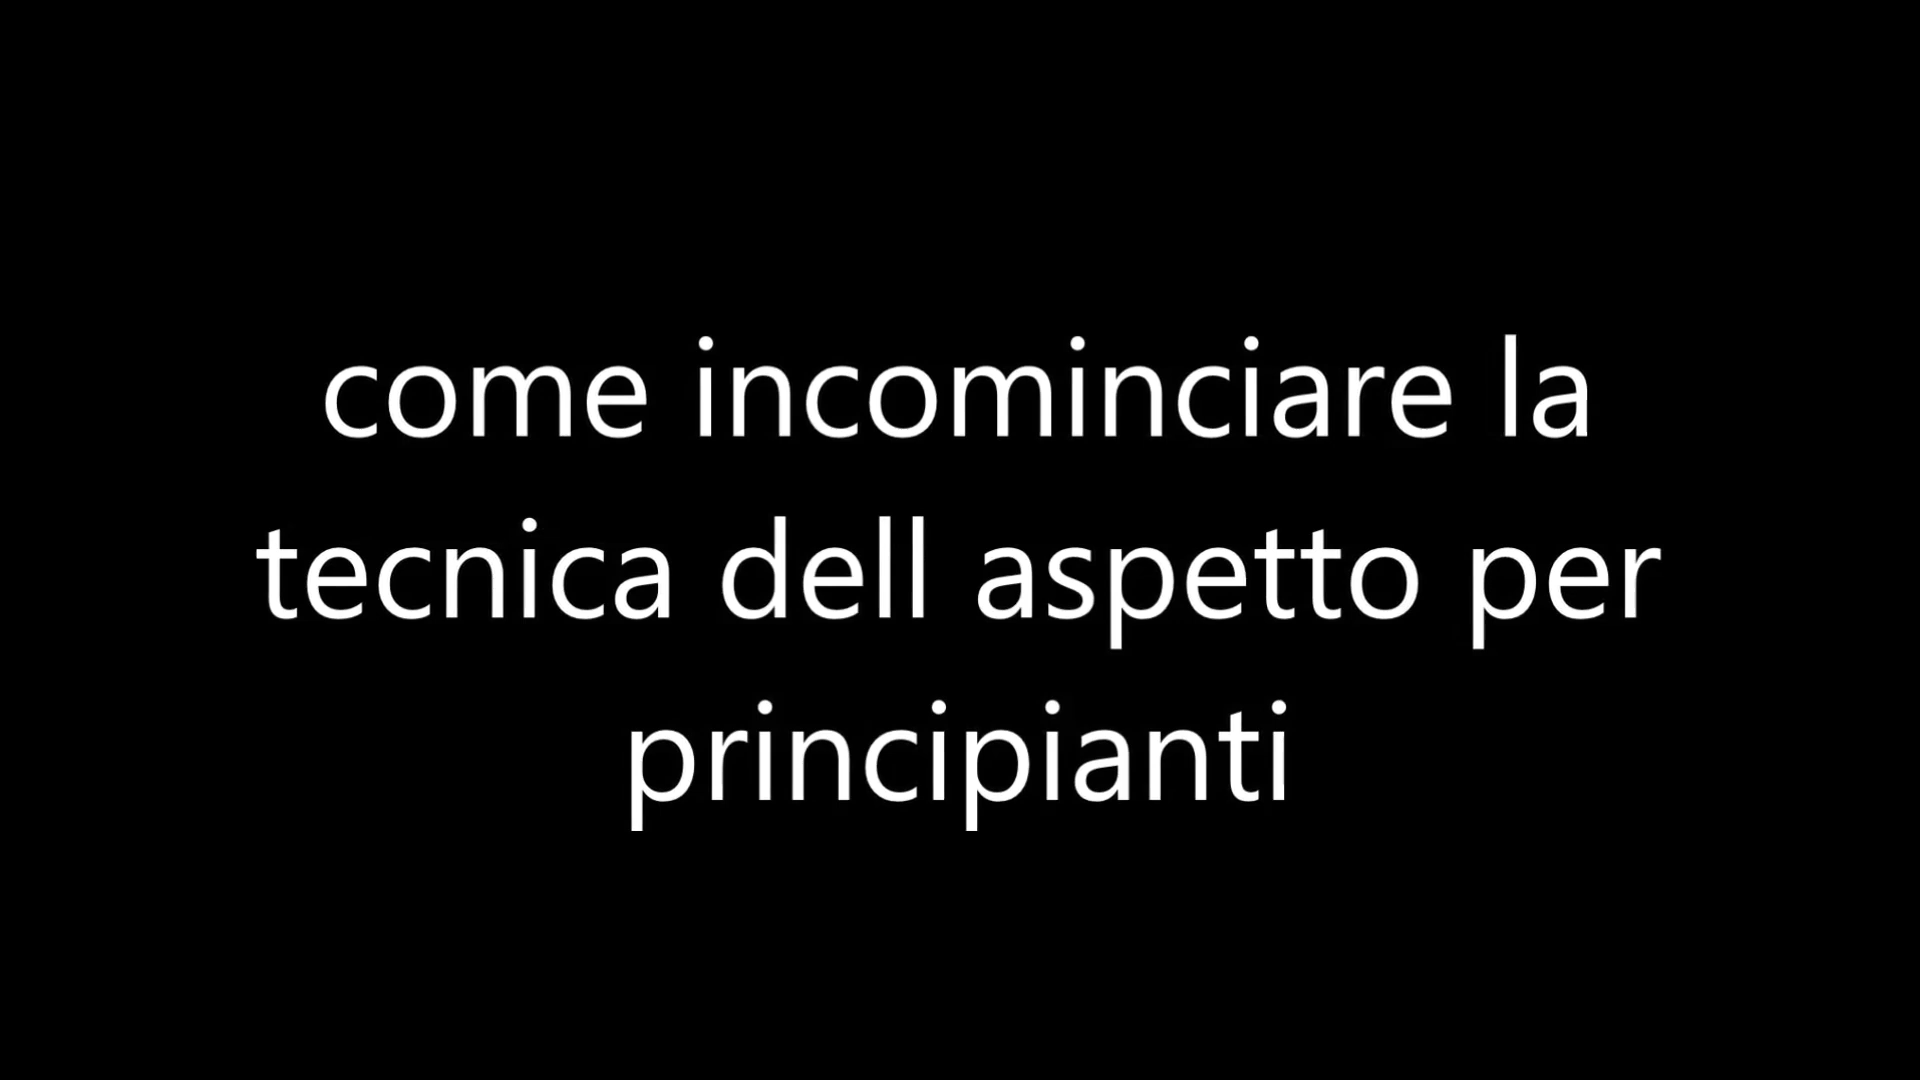 come incominciare la
tecnica dell aspetto per
principianti